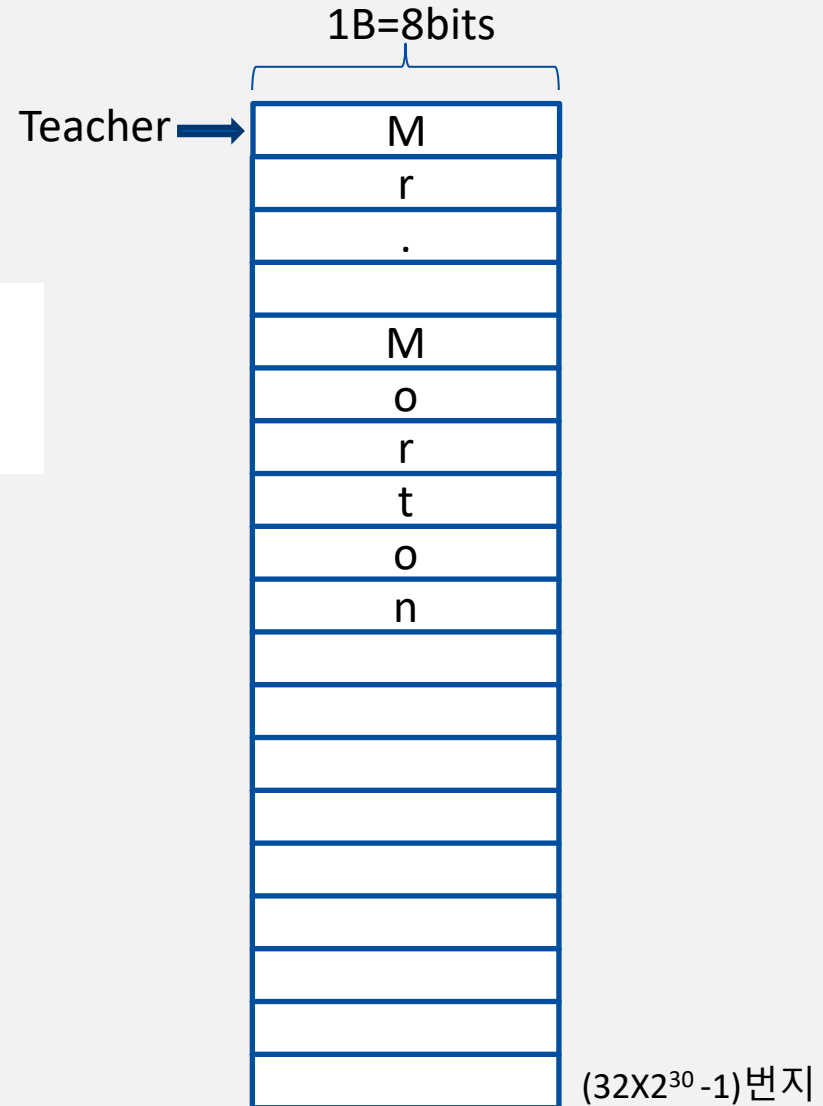 1B=8bits
Teacher
M
r
.
M
o
r
t
o
n
(32X2³⁰ -1)번지